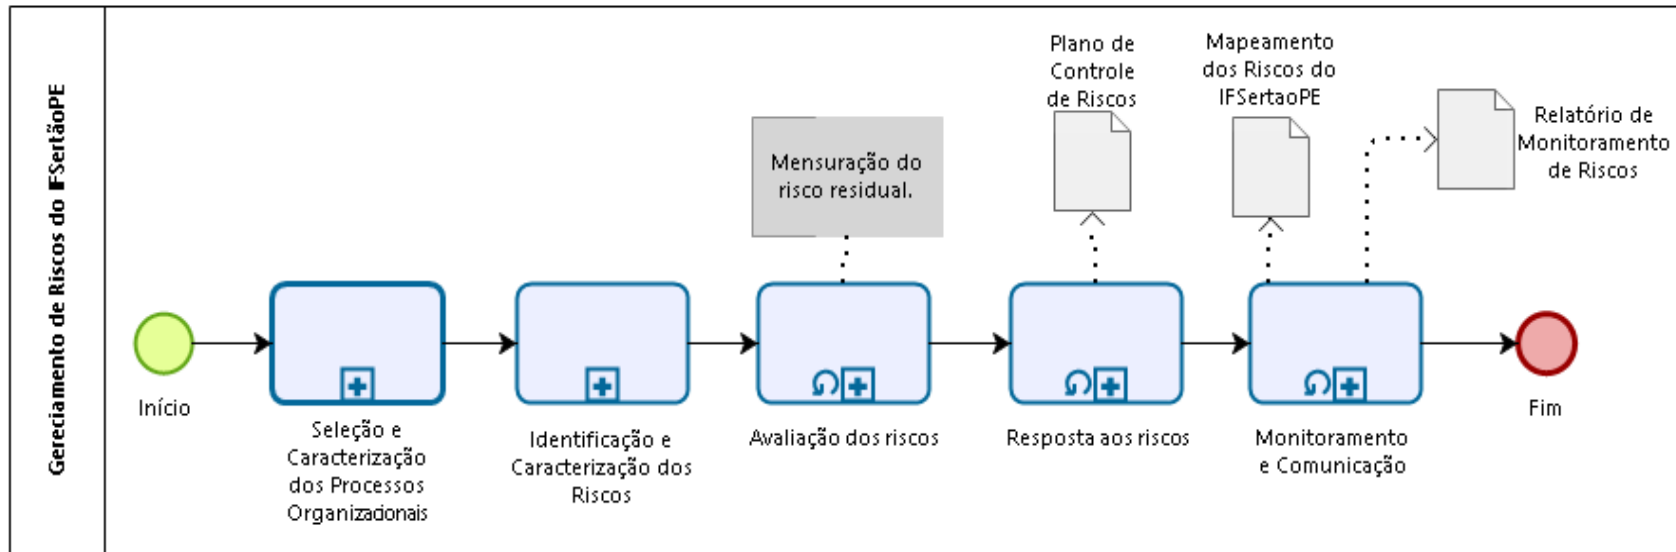 Gereciamento de Riscos do IFSertãoPE
Início
Seleção e
Caracterização
dos Processos
Organizacionais
Identificação e
Caracterização dos
Riscos
Mensuração do
risco residual.
Avaliação dos riscos
Plano de
Controle
de Riscos
Resposta aos riscos
Mapeamento
dos Riscos do
IFSertaoPE
Relatório de
Monitoramento
de Riscos
Monitoramento
e Comunicação
Fim